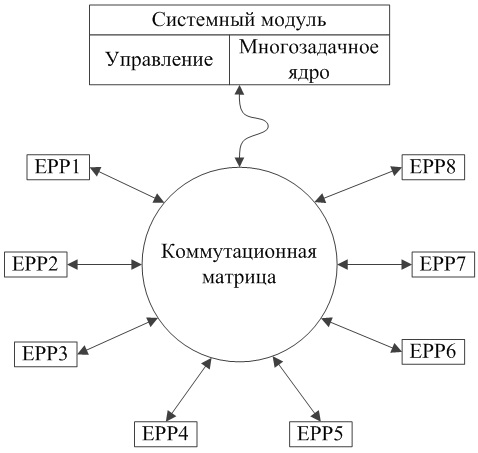 Системный модуль
Управление
Многозадачное
ядро
EPP1
EPP8
Коммутационная
матрица
EPP2
EPP7
EPP3
EPP6
EPP4
EPP5